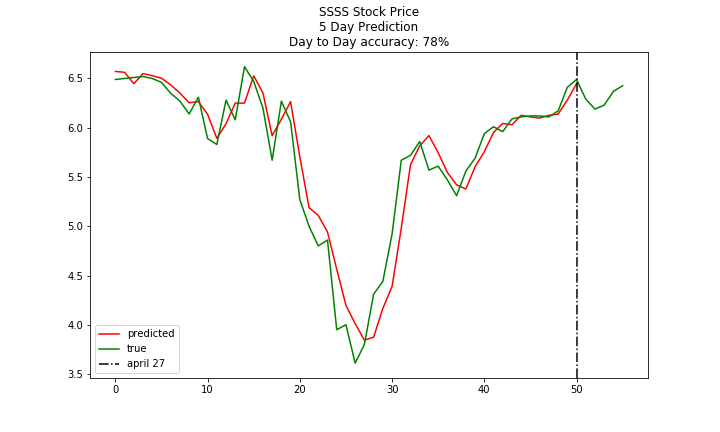 SSSS Stock Price
5 Day Prediction
Day to Day accuracy: 78%
6.5
6.0
5.5
5.0
4.5
4.0
3.5
predicted
true
april 27
0 10 20 30 40 50